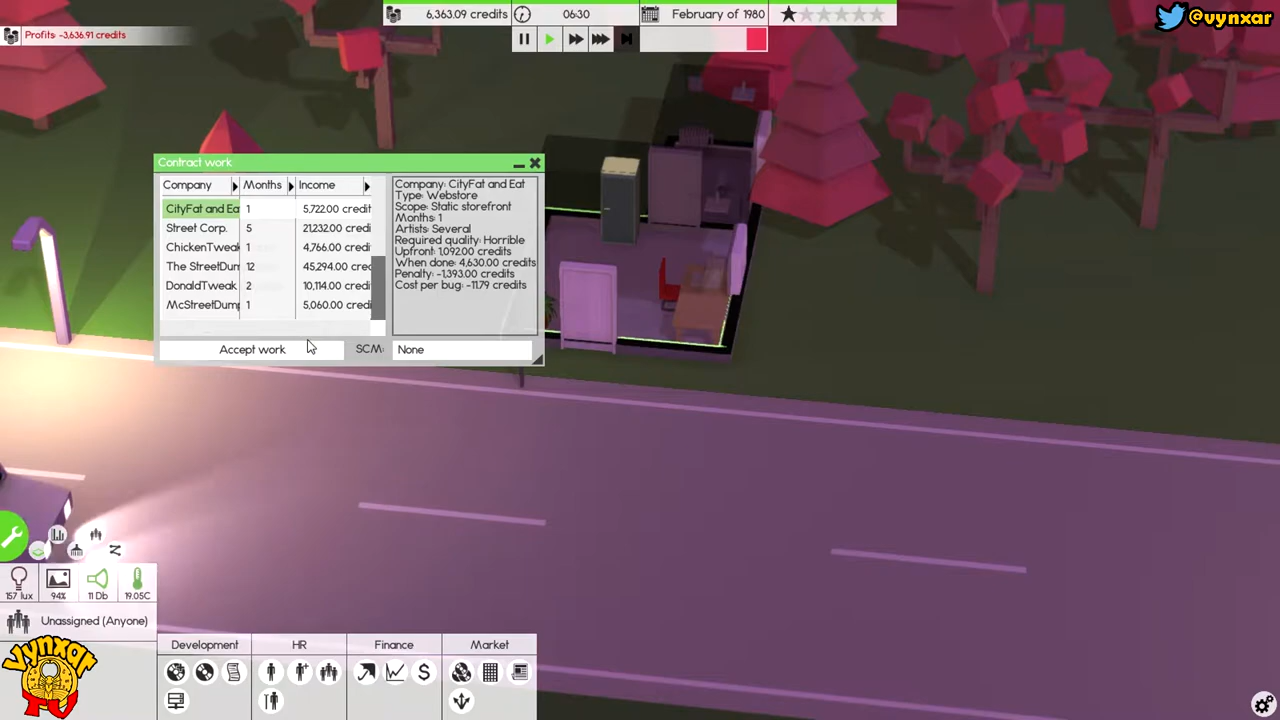 6,363.09 credits
06:30
February of 1980
@vynxar
Profits: -3,636.91 credits
Contract work
Company
Months
Income
CityFat and Eat
1
5,722.00 credit
Street Corp.
5
21,232.00 credi
ChickenTweak
1
4,766.00 credit
The StreetDum
12
45,294.00 cred
DonaldTweak
2
10,114.00 credi
McStreetDump
1
5,060.00 credi
Company: CityFat and Eat
Type: Webstore
Scope: Static storefront
Months: 1
Artists: Several
Required quality: Horrible
Upfront: 1,092.00 credits
When done: 4,630.00 credits
Penalty: -1,393.00 credits
Cost per bug: -11.79 credits
Accept work
SCM:
None
157 lux
94%
11 Db
19.05C
Unassigned (Anyone)
Development
HR
Finance
Market
Vynxar